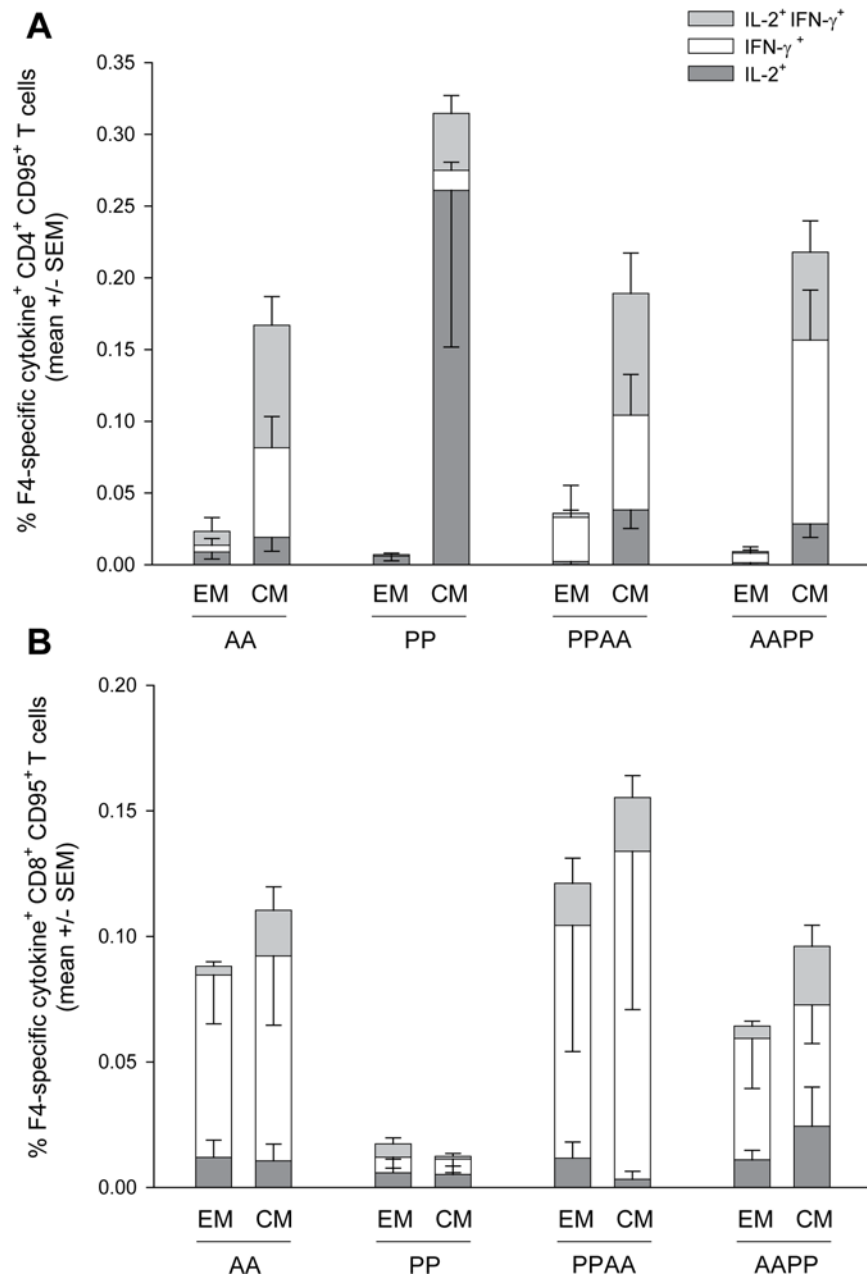 A
IL-2⁺ IFN-γ⁺
IFN-γ⁺
IL-2⁺
% F4-specific cytokine⁺ CD4⁺ CD95⁺ T cells
(mean +/- SEM)
0.35
0.30
0.25
0.20
0.15
0.10
0.05
0.00
EM CM EM CM EM CM EM CM
AA PP PPAA AAPP
B
% F4-specific cytokine⁺ CD8⁺ CD95⁺ T cells
(mean +/- SEM)
0.20
0.15
0.10
0.05
0.00
EM CM EM CM EM CM EM CM
AA PP PPAA AAPP